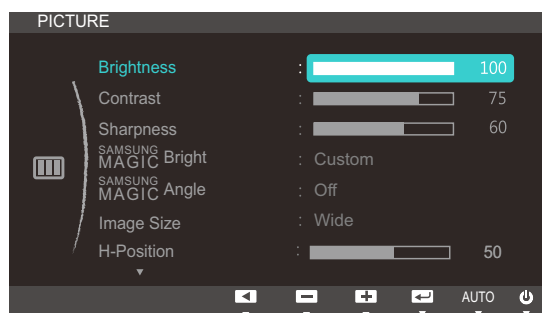 PICTURE
Brightness : 100
Contrast : 75
Sharpness : 60
SAMSUNG MAGIC Bright : Custom
SAMSUNG MAGIC Angle : Off
Image Size : Wide
H-Position : 50
AUTO